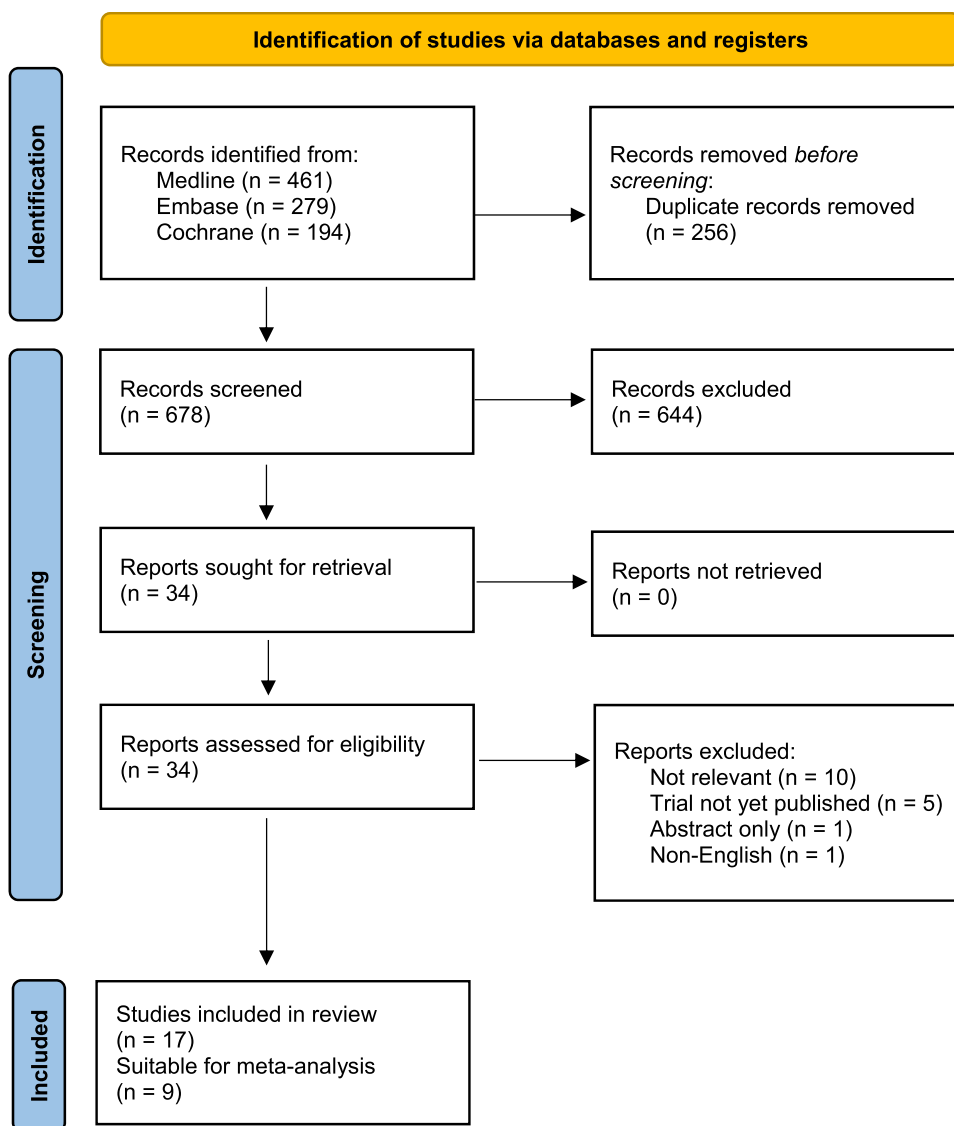 Identification of studies via databases and registers
Identification
Records identified from:
Medline (n = 461)
Embase (n = 279)
Cochrane (n = 194)
Records removed before
screening:
Duplicate records removed
(n = 256)
Screening
Records screened
(n = 678)
Records excluded
(n = 644)
Reports sought for retrieval
(n = 34)
Reports not retrieved
(n = 0)
Reports assessed for eligibility
(n = 34)
Reports excluded:
Not relevant (n = 10)
Trial not yet published (n = 5)
Abstract only (n = 1)
Non-English (n = 1)
Included
Studies included in review
(n = 17)
Suitable for meta-analysis
(n = 9)